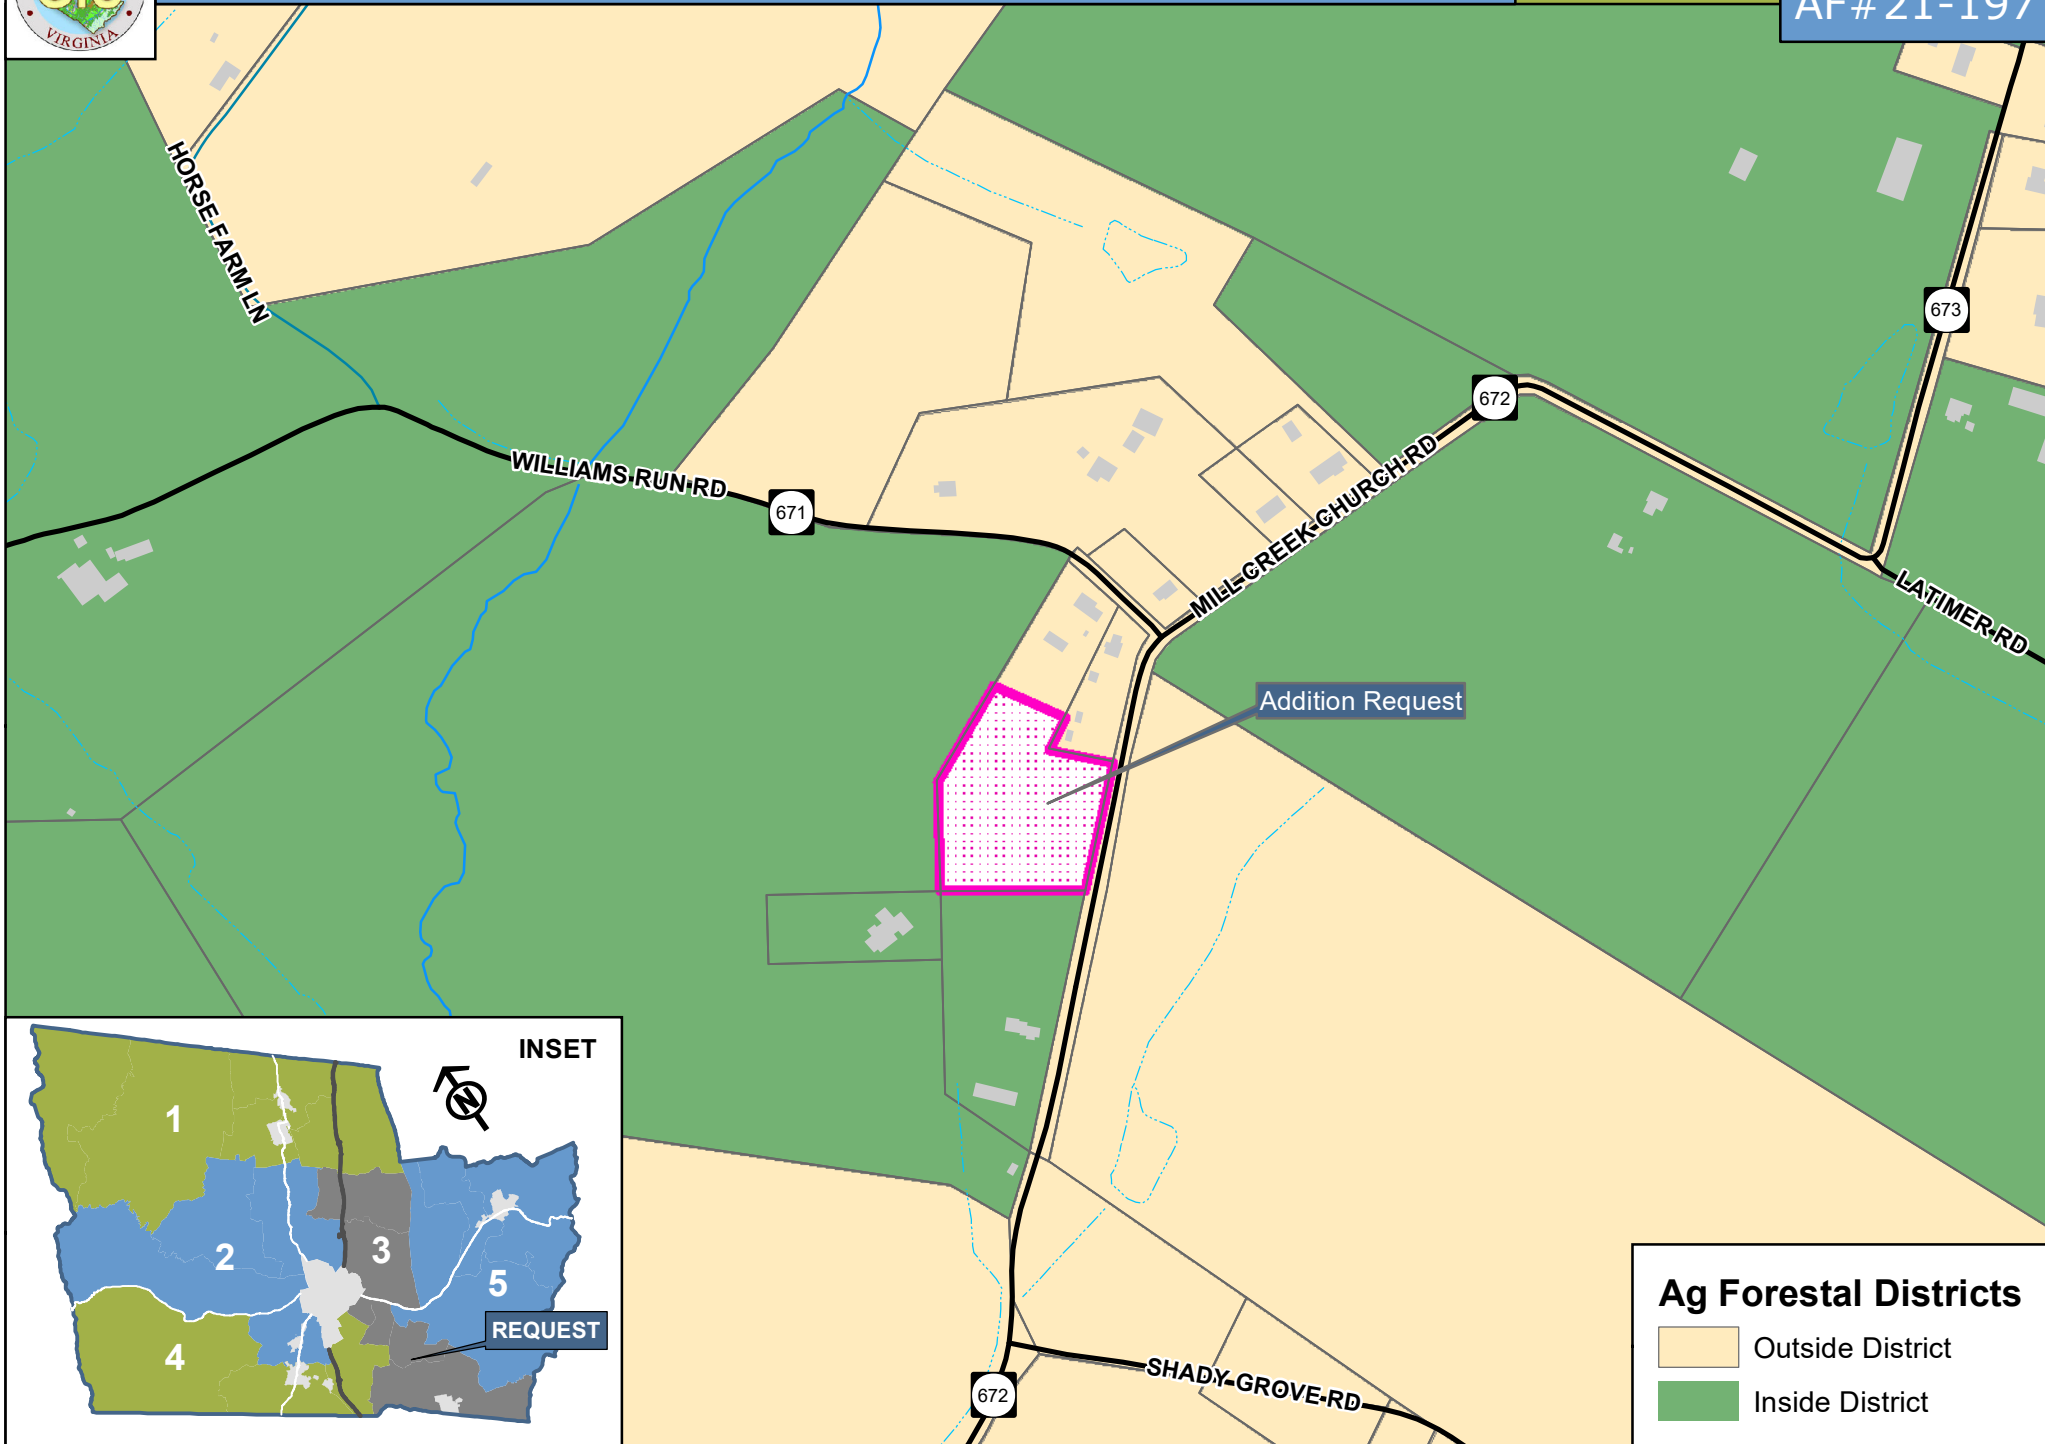 VIRGINIA
AF#21-197
HORSE FARM LN
673
672
WILLIAMS RUN RD
671
MILL CREEK CHURCH RD
LATIMER RD
Addition Request
INSET
N
1
2
3
5
REQUEST
4
Ag Forestal Districts
Outside District
Inside District
SHADY GROVE RD
672